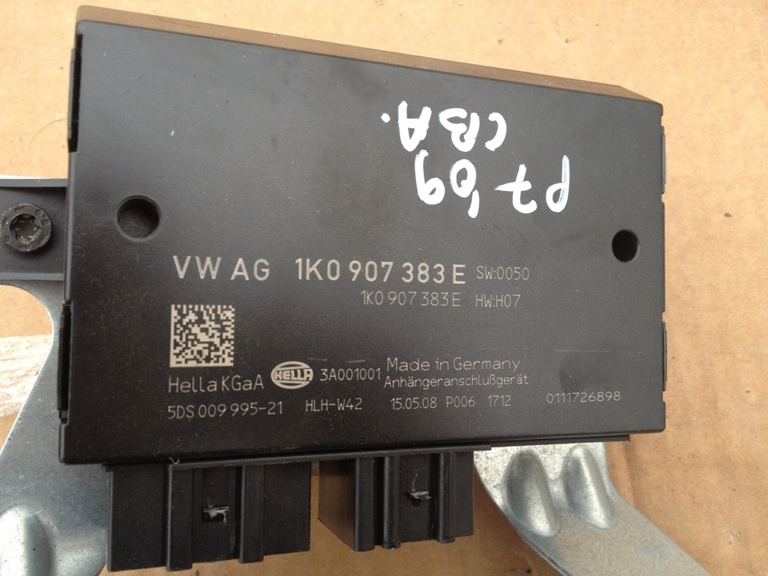 P7 '09
CBA.
VW AG 1K0 907 383 E SW:0050
1K0 907 383 E HW:H07
Hella KGaA HELLA 3A001001 Made in Germany
Anhängeranschlußgerät
5DS 009 995-21 HLH-W42 15.05.08 P006 1712 0111726898